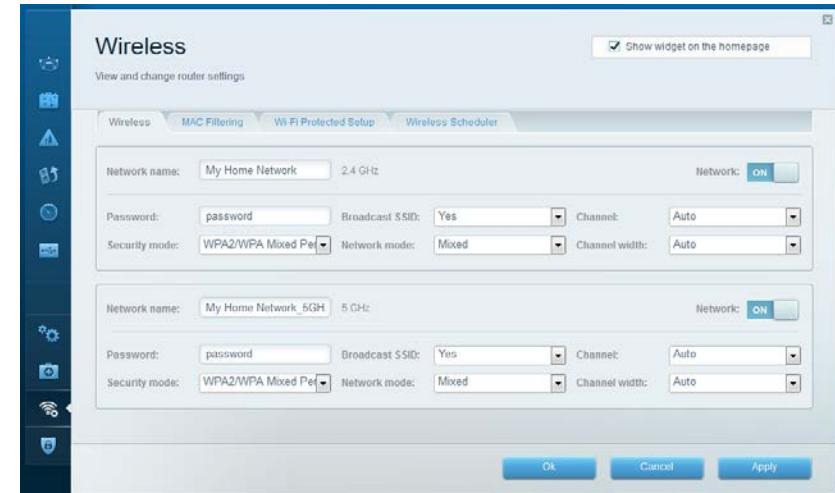 Wireless
Show widget on the homepage
View and change router settings
Wireless MAC Filtering Wi-Fi Protected Setup Wireless Scheduler
Network name: My Home Network 2.4 GHz Network: ON
Password: password Broadcast SSID: Yes Channel: Auto
Security mode: WPA2/WPA Mixed Per Network mode: Mixed Channel width: Auto
Network name: My Home Network_5GH 5 GHz Network: ON
Password: password Broadcast SSID: Yes Channel: Auto
Security mode: WPA2/WPA Mixed Per Network mode: Mixed Channel width: Auto
Ok Cancel Apply